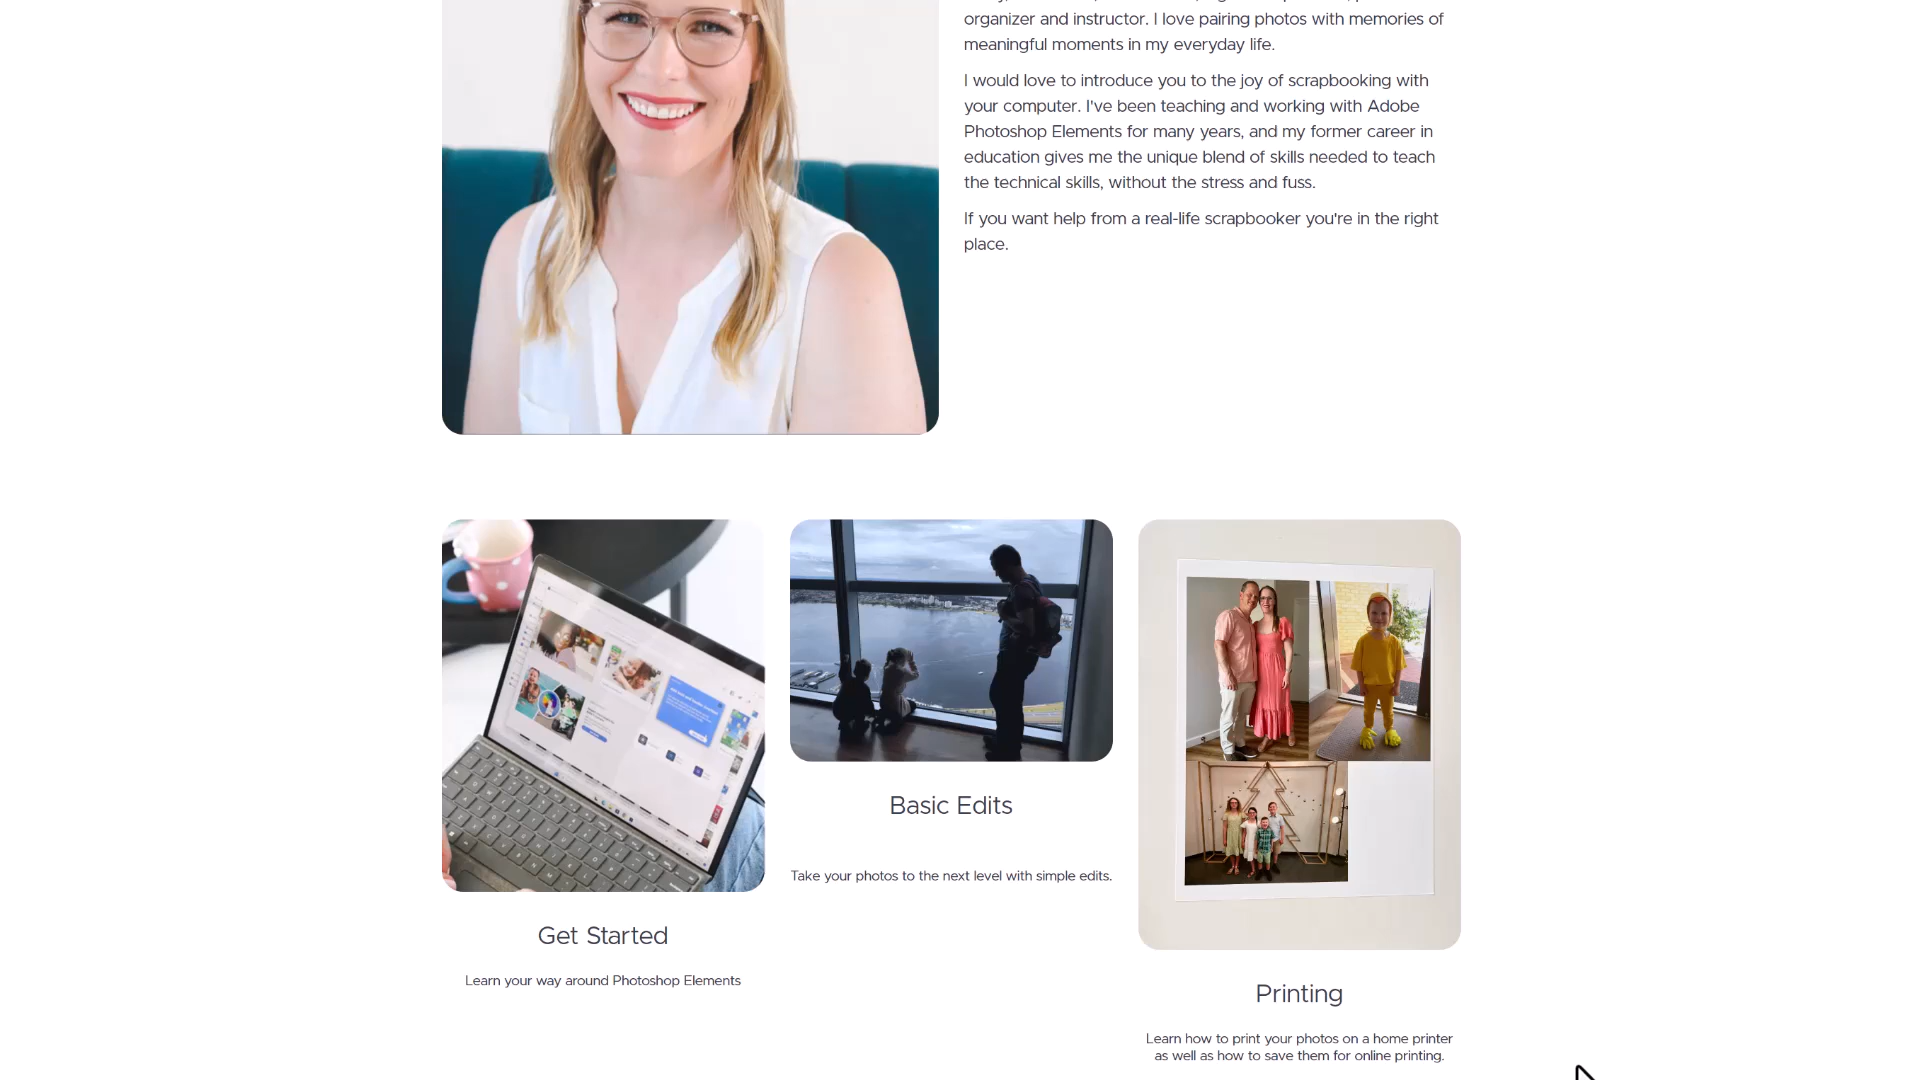 organizer and instructor. I love pairing photos with memories of
meaningful moments in my everyday life.
I would love to introduce you to the joy of scrapbooking with
your computer. I've been teaching and working with Adobe
Photoshop Elements for many years, and my former career in
education gives me the unique blend of skills needed to teach
the technical skills, without the stress and fuss.
If you want help from a real-life scrapbooker you're in the right
place.
Basic Edits
Take your photos to the next level with simple edits.
Get Started
Learn your way around Photoshop Elements
Printing
Learn how to print your photos on a home printer
as well as how to save them for online printing.